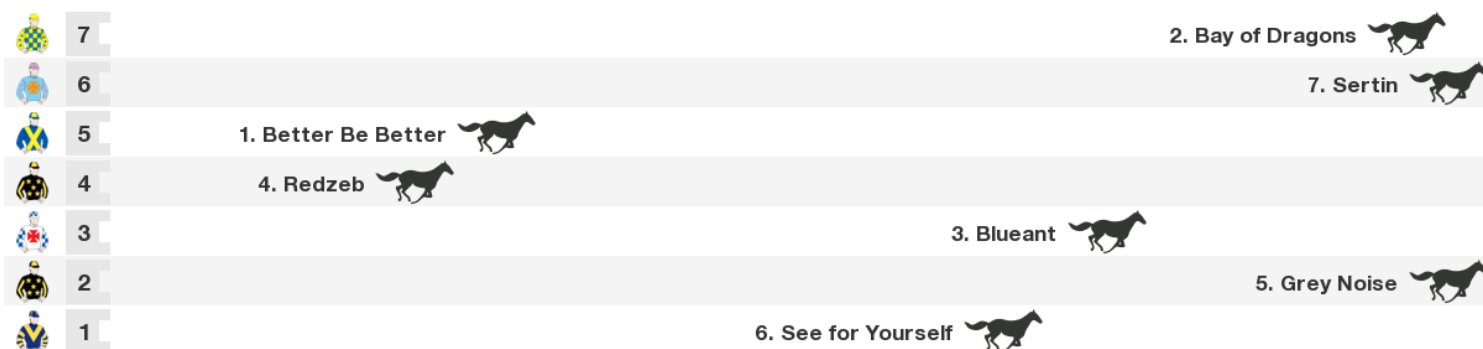 7 2. Bay of Dragons
6 7. Sertin
5 1. Better Be Better
4 4. Redzeb
3 3. Blueant
2 5. Grey Noise
1 6. See for Yourself